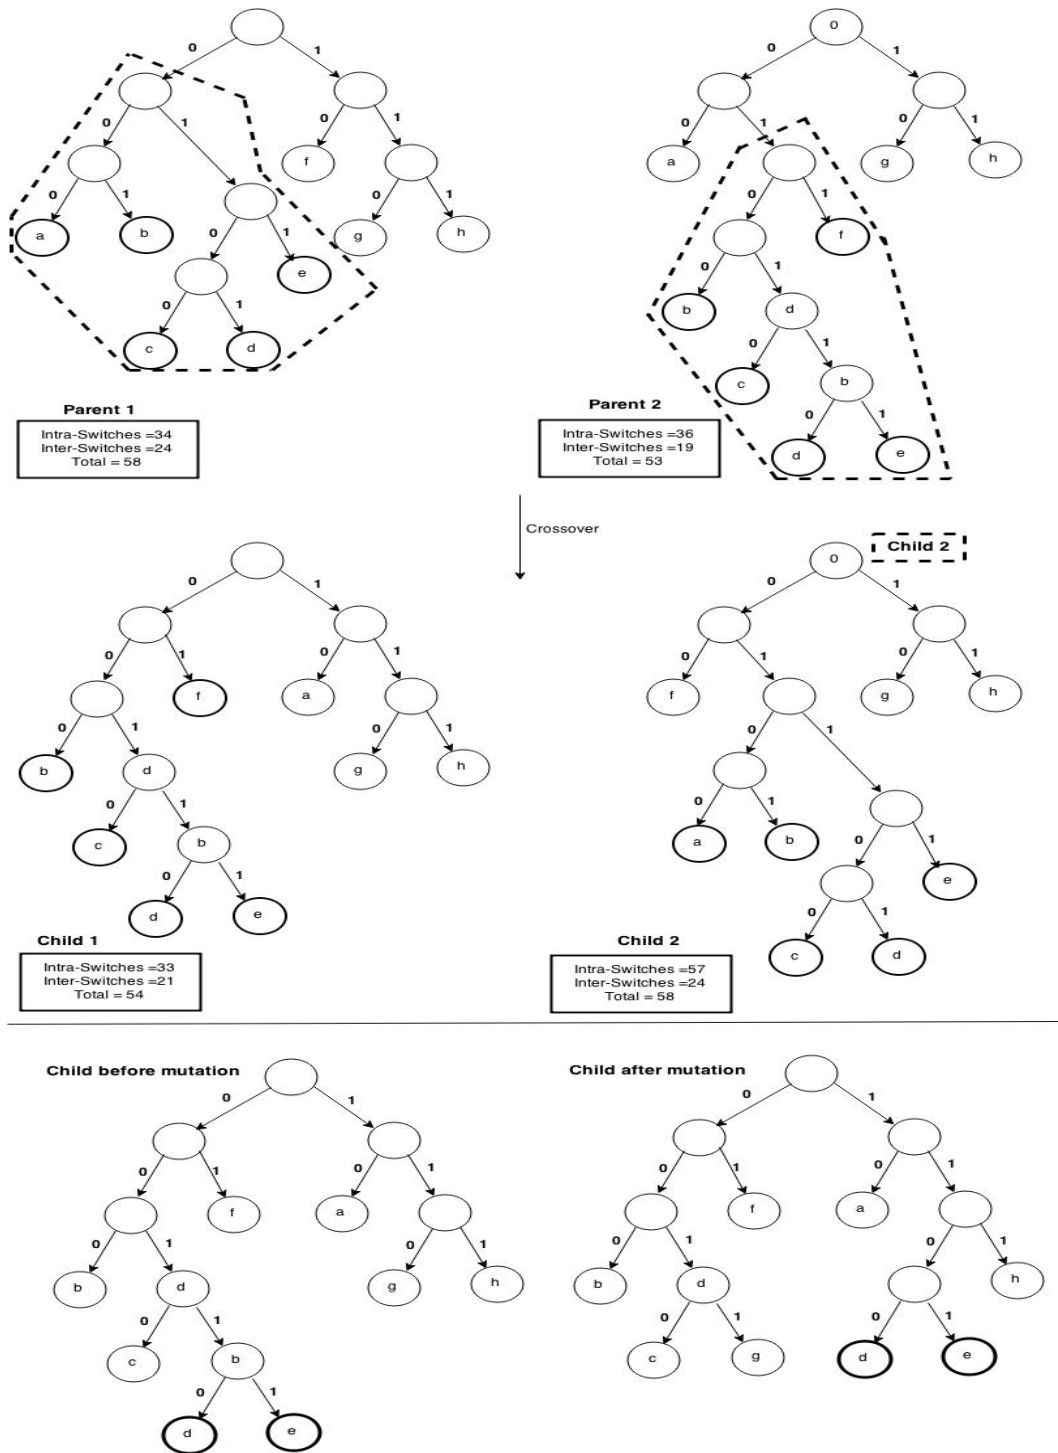 0
0 1 0 1
0 1 0 1 0 1 0 1
f a g h
0 1 0 1 0 1
a b 0 1 g h f
e 0 1
0 1 b d
c d 0 1
c b
0 1
d e
Parent 1
Intra-Switches =34
Inter-Switches =24
Total = 58
Parent 2
Intra-Switches =36
Inter-Switches =19
Total = 53
Crossover
Child 2
0
0 1 0 1
0 1 0 1 0 1 0 1
f a f g h
0 1 0 1 0 1
b d g h
0 1 0 1 0 1
c b a b e
0 1 0 1
d e c d
Child 1
Intra-Switches =33
Inter-Switches =21
Total = 54
Child 2
Intra-Switches =57
Inter-Switches =24
Total = 58
Child before mutation
Child after mutation
0 1 0 1
0 1 0 1 0 1 0 1
f a f a
0 1 0 1 0 1 0 1
b d g h b d h
0 1 0 1 0 1
c b c g d e
0 1
d e